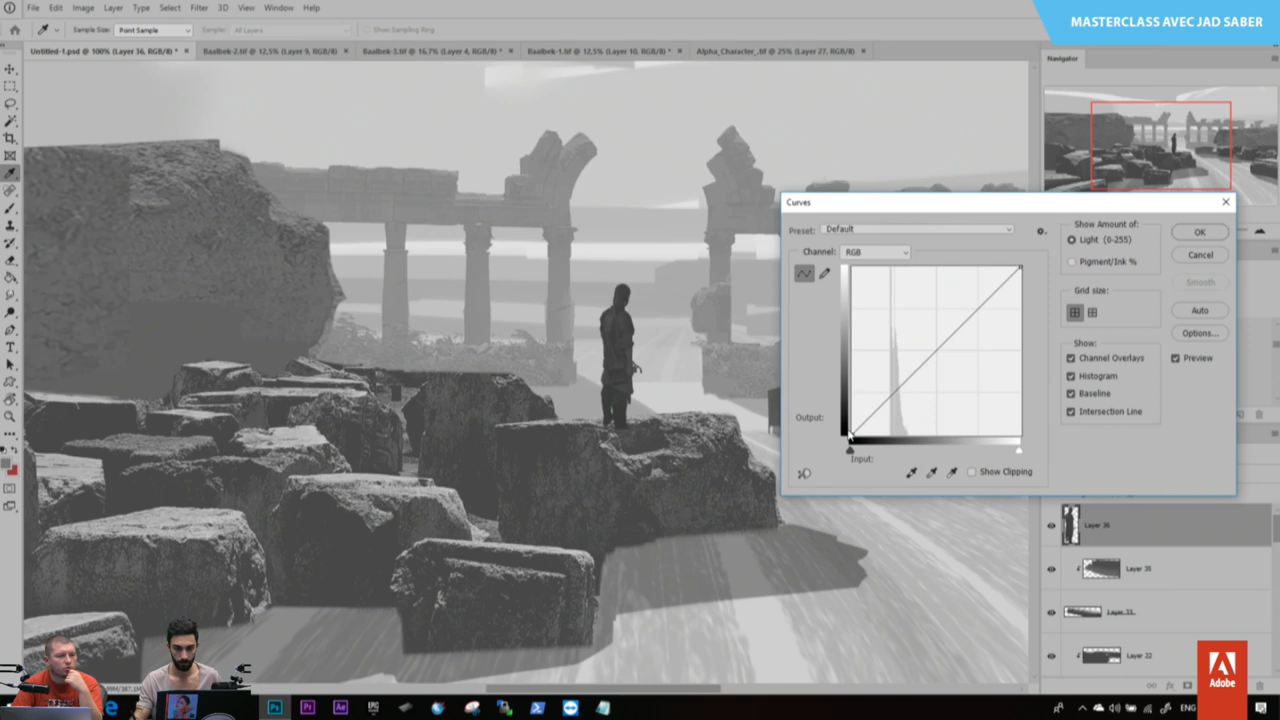 File Edit Image Layer Type Select Filter 3D View Window Help
MASTERCLASS AVEC JAD SABER
Sample Size: Point Sample Sample: All Layers Show Sampling Ring
Untitled-1.psd @ 100% (Layer 36, RGB/8) * × Baalbek-2.tif @ 12,5% (Layer 9, RGB/8) × Baalbek-3.tif @ 16,7% (Layer 4, RGB/8) * × Baalbek-1.tif @ 12,5% (Layer 10, RGB/8) * × Alpha_Character_.tif @ 25% (Layer 27, RGB/8) ×
Navigator
Curves
Preset: Default
Channel: RGB
Output:
Input:
Show Clipping
Show Amount of:
Light (0-255)
Pigment/Ink %
Grid size:
Show:
Channel Overlays
Histogram
Baseline
Intersection Line
OK
Cancel
Smooth
Auto
Options...
Preview
Layer 36
Layer 35
Layer 22
Adobe
Ps
Pr
Ae
ENG